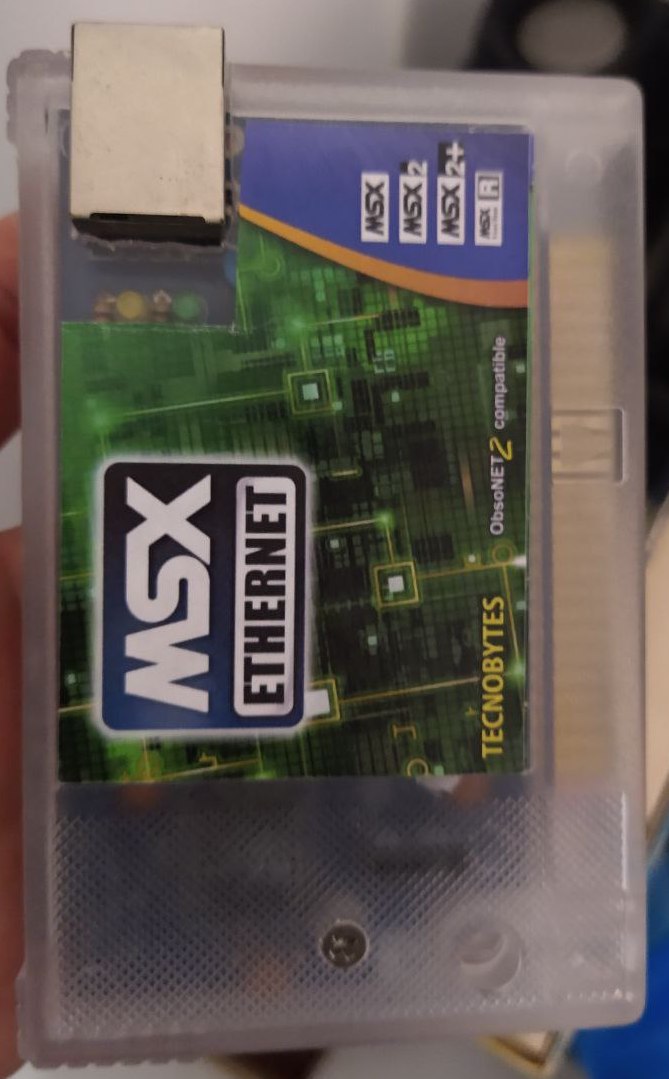 MSX
ETHERNET
TECNOBYTES
ObsoNET2 compatible
MSX
MSX2
MSX2+
MSX R